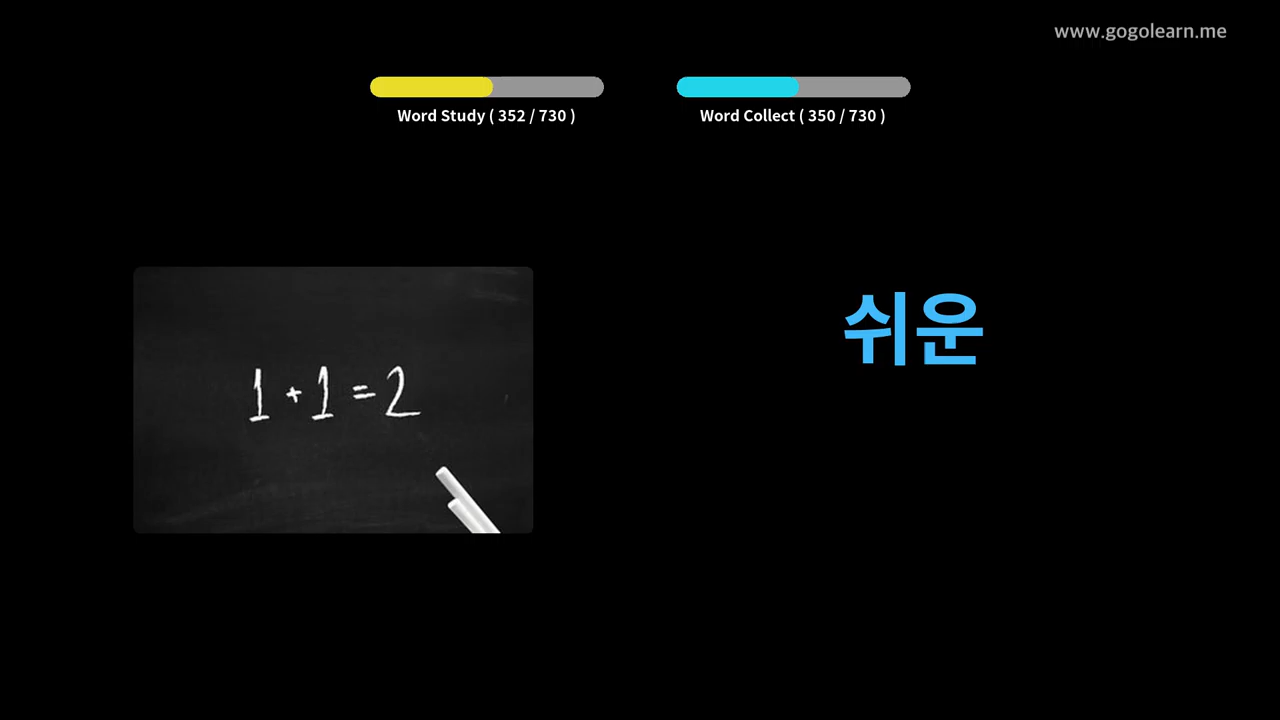 www.gogolearn.me
Word Study ( 352 / 730 )
Word Collect ( 350 / 730 )
쉬운
1 + 1 = 2